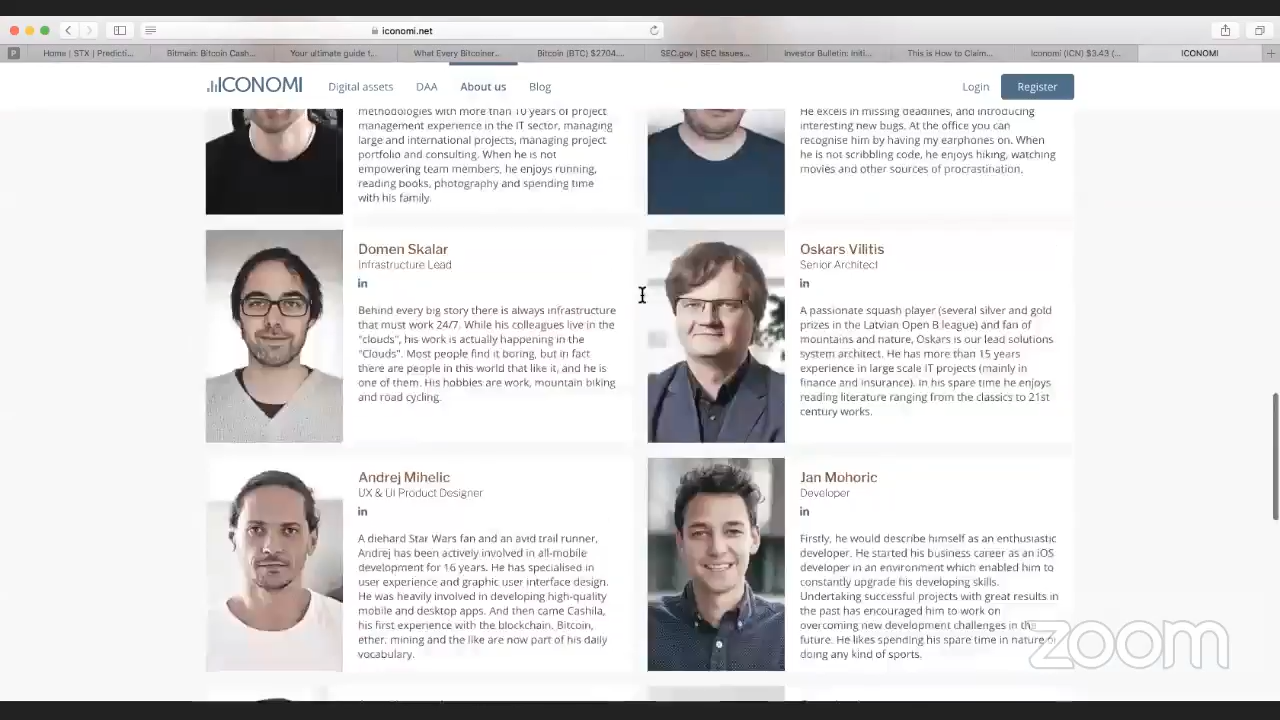 iconomi.net
Home | STX | Predicti...
Bitmain: Bitcoin Cash...
Your ultimate guide t...
What Every Bitcoiner...
Bitcoin (BTC) $2704....
SEC.gov | SEC Issues...
Investor Bulletin: Initi...
This is How to Claim...
Iconomi (ICN) $3.43 (...
ICONOMI
ICONOMI
Digital assets
DAA
About us
Blog
Login
Register
methodologies with more than 10 years of project
management experience in the IT sector, managing
large and international projects, managing project
portfolio and consulting. When he is not
empowering team members, he enjoys running,
reading books, photography and spending time
with his family.
He excels in missing deadlines, and introducing
interesting new bugs. At the office you can
recognise him by having my earphones on. When
he is not scribbling code, he enjoys hiking, watching
movies and other sources of procrastination.
Domen Skalar
Infrastructure Lead
in
Behind every big story there is always infrastructure
that must work 24/7. While his colleagues live in the
"clouds", his work is actually happening in the
"Clouds". Most people find it boring, but in fact
there are people in this world that like it, and he is
one of them. His hobbies are work, mountain biking
and road cycling.
Oskars Vilitis
Senior Architect
in
A passionate squash player (several silver and gold
prizes in the Latvian Open B league) and fan of
mountains and nature, Oskars is our lead solutions
system architect. He has more than 15 years
experience in large scale IT projects (mainly in
finance and insurance). In his spare time he enjoys
reading literature ranging from the classics to 21st
century works.
Andrej Mihelic
UX & UI Product Designer
in
A diehard Star Wars fan and an avid trail runner,
Andrej has been actively involved in all-mobile
development for 16 years. He has specialised in
user experience and graphic user interface design.
He was heavily involved in developing high-quality
mobile and desktop apps. And then came Cashila,
his first experience with the blockchain. Bitcoin,
ether, mining and the like are now part of his daily
vocabulary.
Jan Mohoric
Developer
in
Firstly, he would describe himself as an enthusiastic
developer. He started his business career as an iOS
developer in an environment which enabled him to
constantly upgrade his developing skills.
Undertaking successful projects with great results in
the past has encouraged him to work on
overcoming new development challenges in the
future. He likes spending his spare time in nature or
doing any kind of sports.
zoom